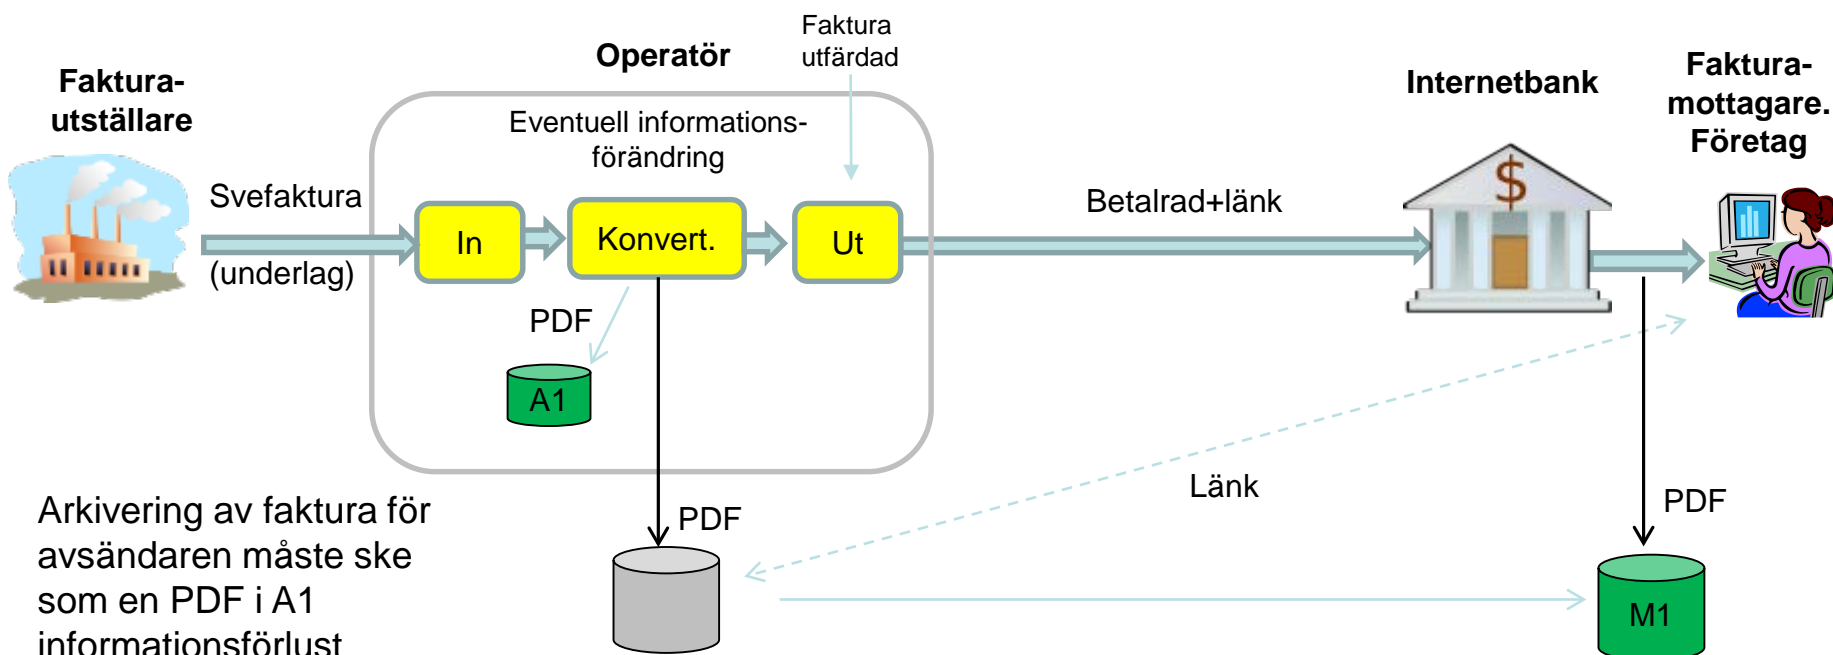 Faktura
utfärdad
Operatör
Faktura-
utställare
Internetbank
Faktura-
mottagare.
Företag
Eventuell informations-
förändring
Svefaktura
(underlag)
In
Konvert.
Ut
Betalrad+länk
$
PDF
A1
Länk
PDF
PDF
M1
Arkivering av faktura för
avsändaren måste ske
som en PDF i A1
informationsförlust